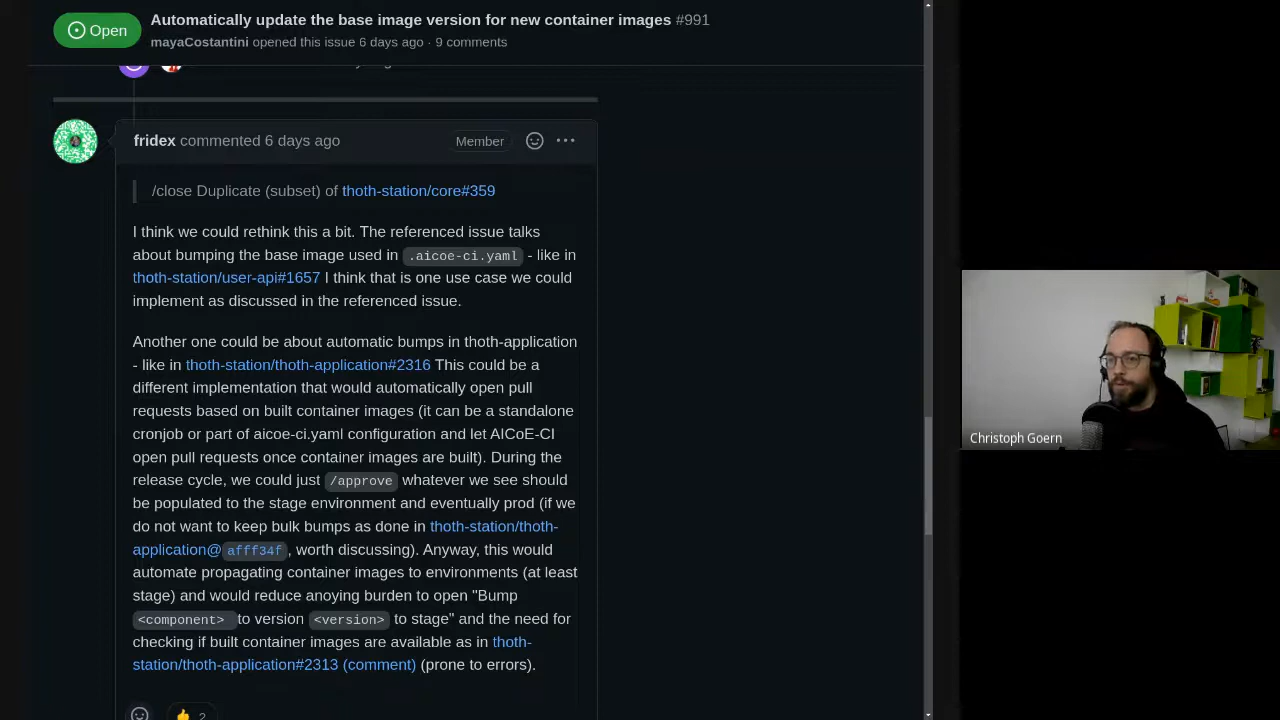 Open
Automatically update the base image version for new container images #991
mayaCostantini opened this issue 6 days ago · 9 comments
fridex commented 6 days ago
Member
/close Duplicate (subset) of thoth-station/core#359
I think we could rethink this a bit. The referenced issue talks
about bumping the base image used in .aicoe-ci.yaml - like in
thoth-station/user-api#1657 I think that is one use case we could
implement as discussed in the referenced issue.
Another one could be about automatic bumps in thoth-application
- like in thoth-station/thoth-application#2316 This could be a
different implementation that would automatically open pull
requests based on built container images (it can be a standalone
cronjob or part of aicoe-ci.yaml configuration and let AICoE-CI
open pull requests once container images are built). During the
release cycle, we could just /approve whatever we see should
be populated to the stage environment and eventually prod (if we
do not want to keep bulk bumps as done in thoth-station/thoth-
application@afff34f, worth discussing). Anyway, this would
automate propagating container images to environments (at least
stage) and would reduce anoying burden to open "Bump
<component> to version <version> to stage" and the need for
checking if built container images are available as in thoth-
station/thoth-application#2313 (comment) (prone to errors).
2
Christoph Goern